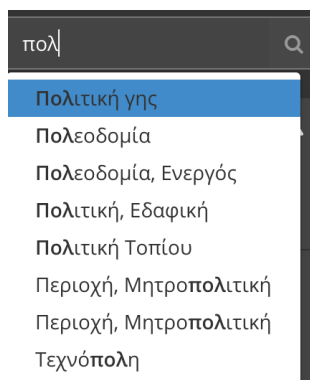 πολ
Πολιτική γης
Πολεοδομία
Πολεοδομία, Ενεργός
Πολιτική, Εδαφική
Πολιτική Τοπίου
Περιοχή, Μητροπολιτική
Περιοχή, Μητροπολιτική
Τεχνόπολη